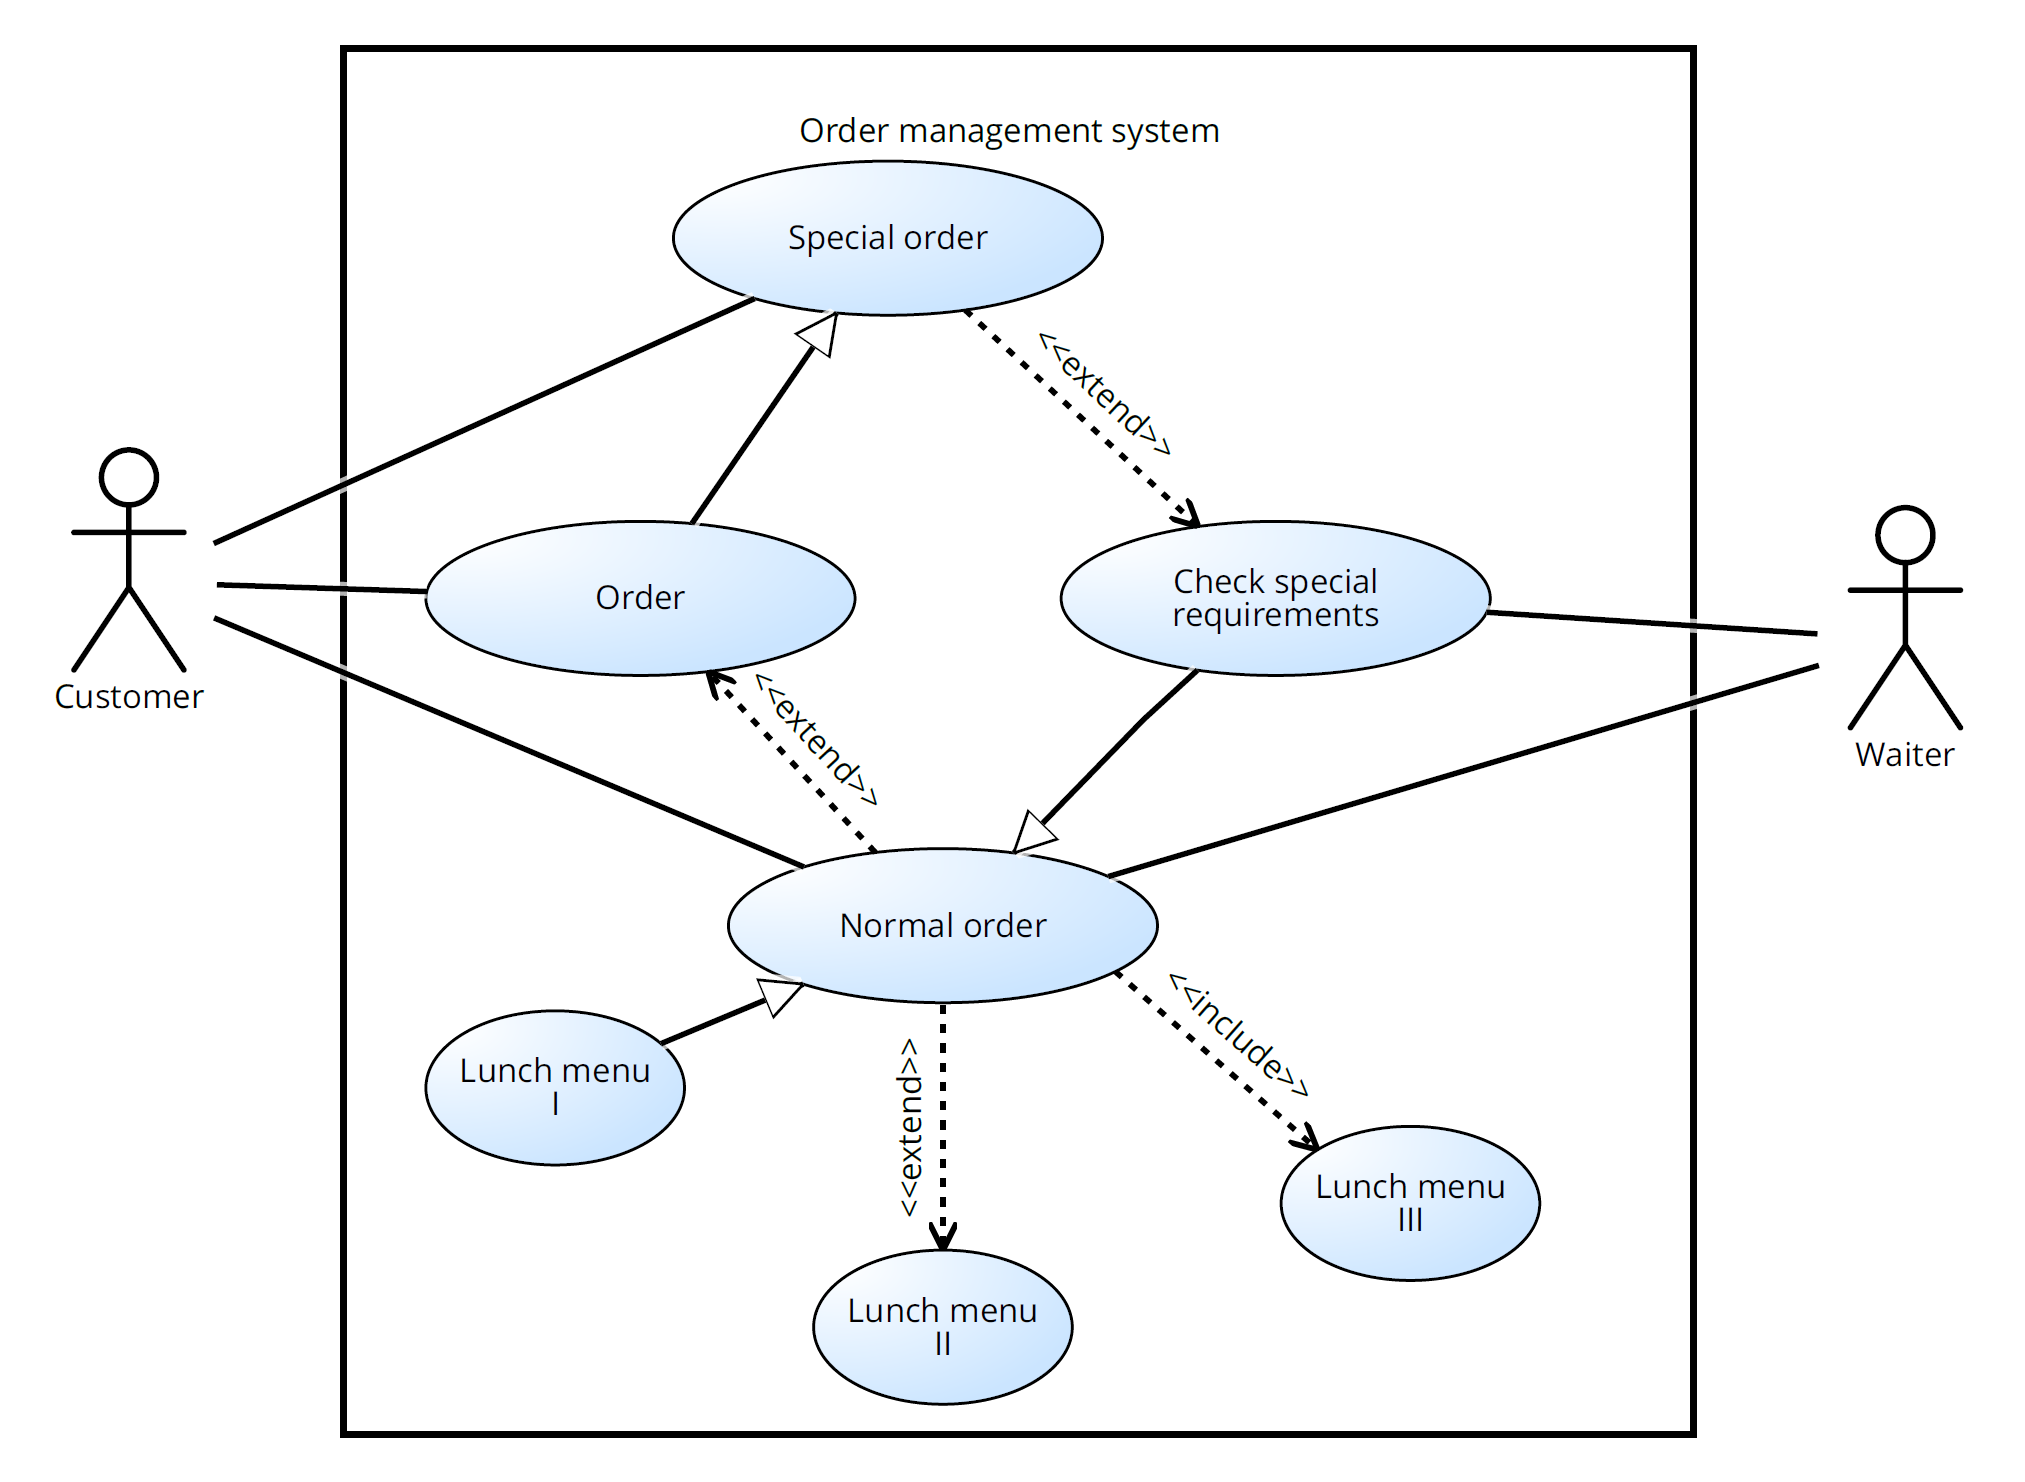 Order management system
Special order
<<extend>>
Order
Check special
requirements
Customer
<<extend>>
Waiter
Normal order
<<include>>
<<extend>>
Lunch menu
I
Lunch menu
III
Lunch menu
II